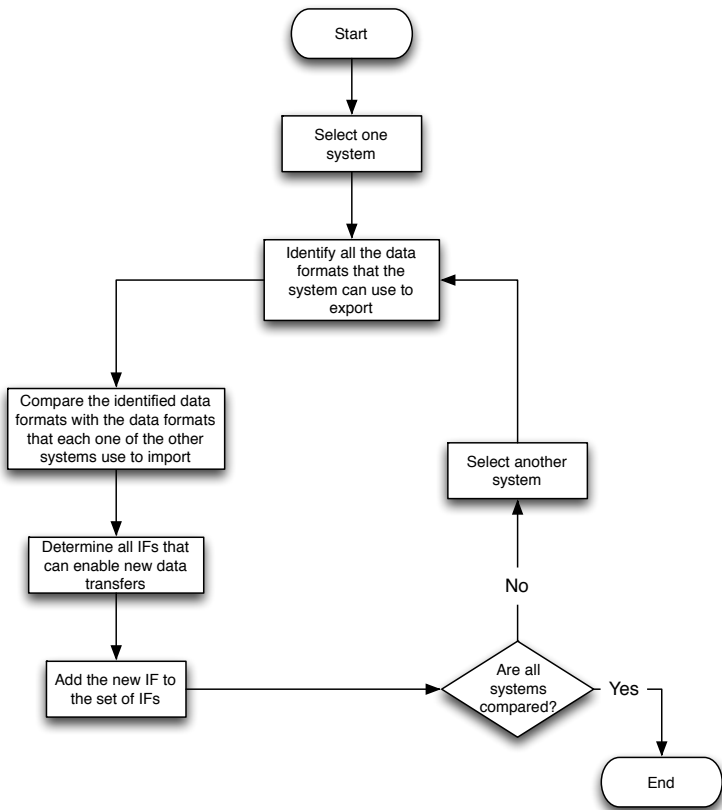 Start
Select one
system
Identify all the data
formats that the
system can use to
export
Compare the identified data
formats with the data formats
that each one of the other
systems use to import
Determine all IFs that
can enable new data
transfers
Add the new IF to
the set of IFs
Are all
systems
compared?
No
Select another
system
Yes
End